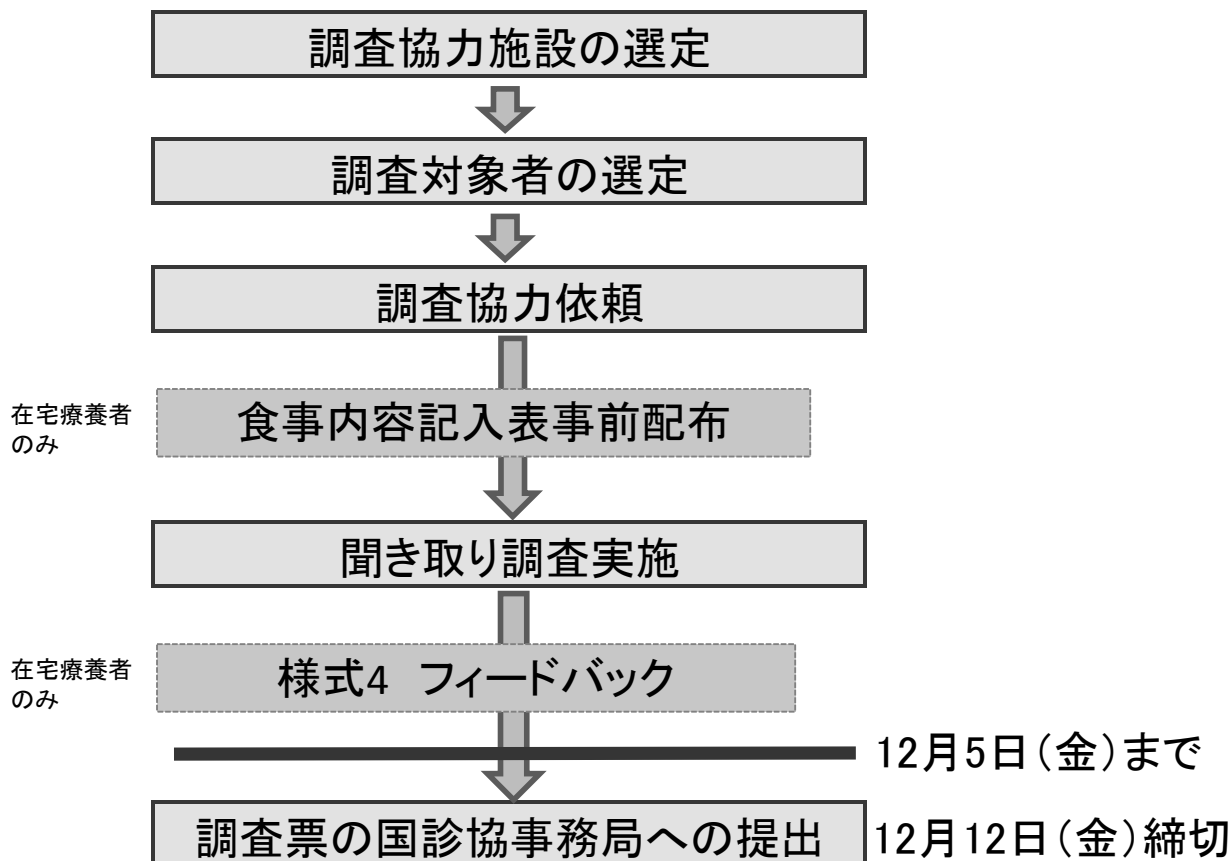 調査協力施設の選定
調査対象者の選定
調査協力依頼
在宅療養者
のみ
食事内容記入表事前配布
聞き取り調査実施
在宅療養者
のみ
様式4 フィードバック
12月5日(金)まで
調査票の国診協事務局への提出
12月12日(金)締切